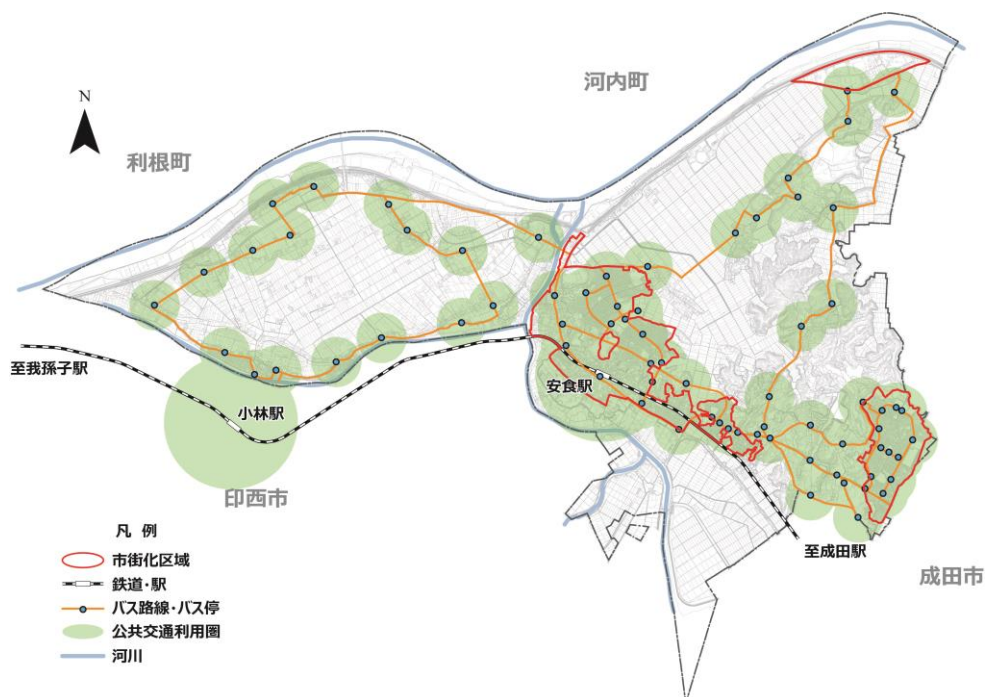 河内町
N
利根町
至我孫子駅
小林駅
安食駅
印西市
至成田駅
成田市
凡 例
市街化区域
鉄道・駅
バス路線・バス停
公共交通利用圏
河川